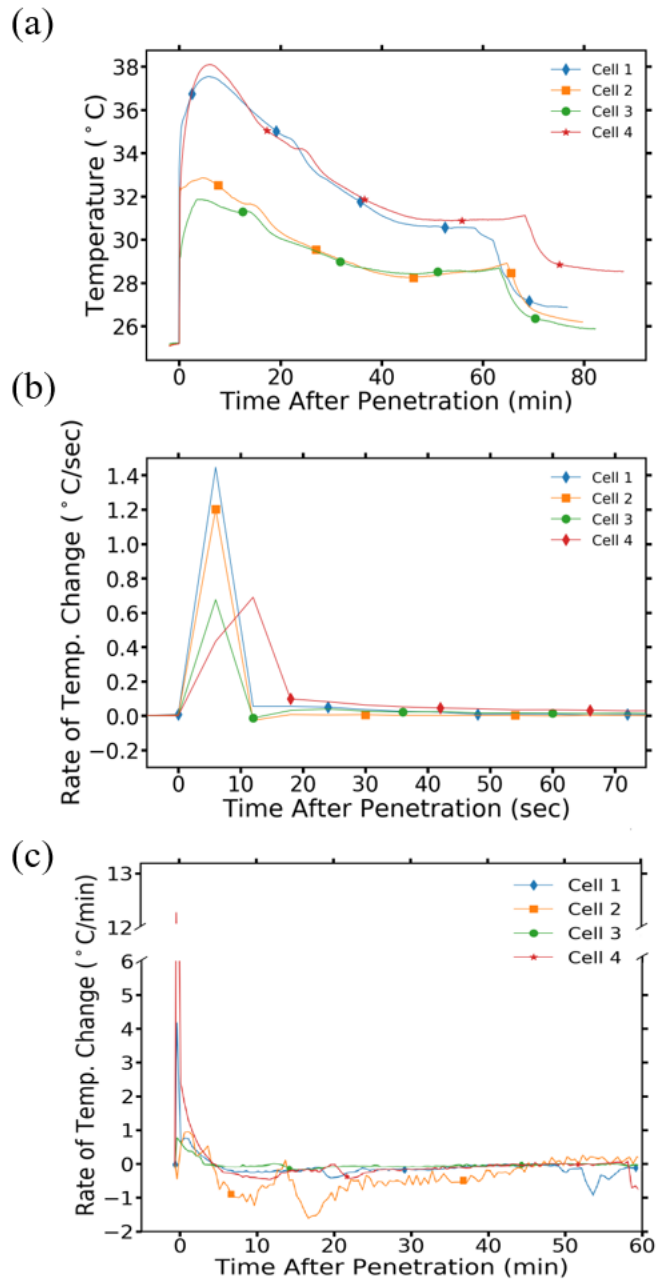 (a)
38
36
34
32
30
28
26
Temperature ( ° C)
Cell 1
Cell 2
Cell 3
Cell 4
0 20 40 60 80
Time After Penetration (min)
(b)
1.4
1.2
1.0
0.8
0.6
0.4
0.2
0.0
−0.2
Rate of Temp. Change ( ° C/sec)
Cell 1
Cell 2
Cell 3
Cell 4
0 10 20 30 40 50 60 70
Time After Penetration (sec)
(c)
13
12
6
5
4
3
2
1
0
−1
−2
Rate of Temp. Change ( ° C/min)
Cell 1
Cell 2
Cell 3
Cell 4
0 10 20 30 40 50 60
Time After Penetration (min)